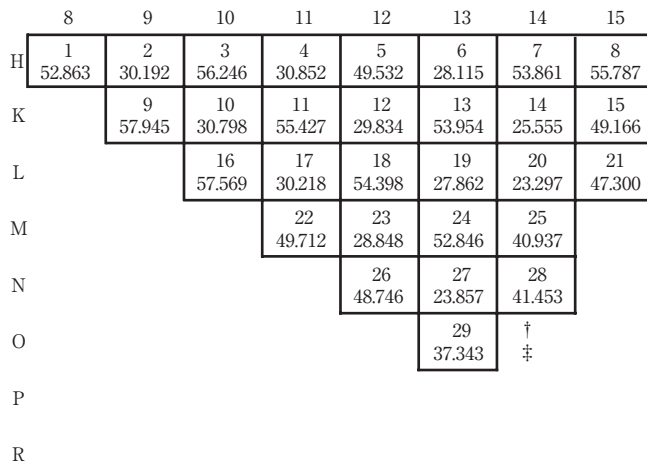 8 9 10 11 12 13 14 15
H 1 2 3 4 5 6 7 8
52.863 30.192 56.246 30.852 49.532 28.115 53.861 55.787
K 9 10 11 12 13 14 15
57.945 30.798 55.427 29.834 53.954 25.555 49.166
L 16 17 18 19 20 21
57.569 30.218 54.398 27.862 23.297 47.300
M 22 23 24 25
49.712 28.848 52.846 40.937
N 26 27 28
48.746 23.857 41.453
O 29 †
37.343 ‡
P
R